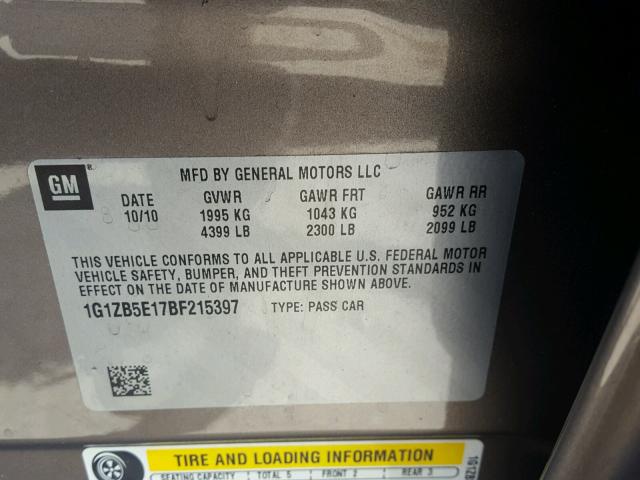 GM
MFD BY GENERAL MOTORS LLC
DATE GVWR GAWR FRT GAWR RR
10/10 1995 KG 1043 KG 952 KG
4399 LB 2300 LB 2099 LB
THIS VEHICLE CONFORMS TO ALL APPLICABLE U.S. FEDERAL MOTOR
VEHICLE SAFETY, BUMPER, AND THEFT PREVENTION STANDARDS IN
EFFECT ON THE DATE OF MANUFACTURE SHOWN ABOVE.
1G1ZB5E17BF215397 TYPE: PASS CAR
TIRE AND LOADING INFORMATION
SEATING CAPACITY TOTAL 5 FRONT 2 REAR 3